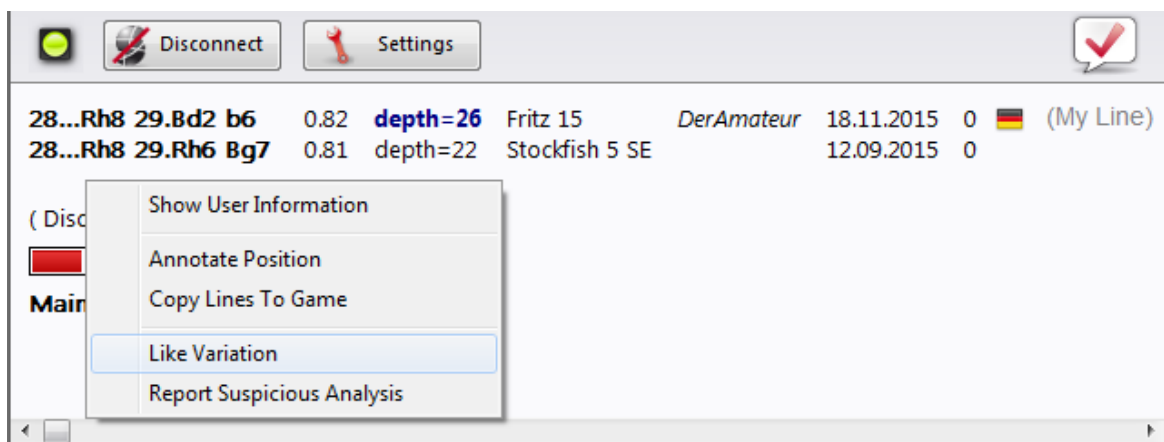 Disconnect Settings
28...Rh8 29.Bd2 b6 0.82 depth=26 Fritz 15 DerAmateur 18.11.2015 0 (My Line)
28...Rh8 29.Rh6 Bg7 0.81 depth=22 Stockfish 5 SE 12.09.2015 0
Show User Information
( Disc
Annotate Position
Copy Lines To Game
Main
Like Variation
Report Suspicious Analysis